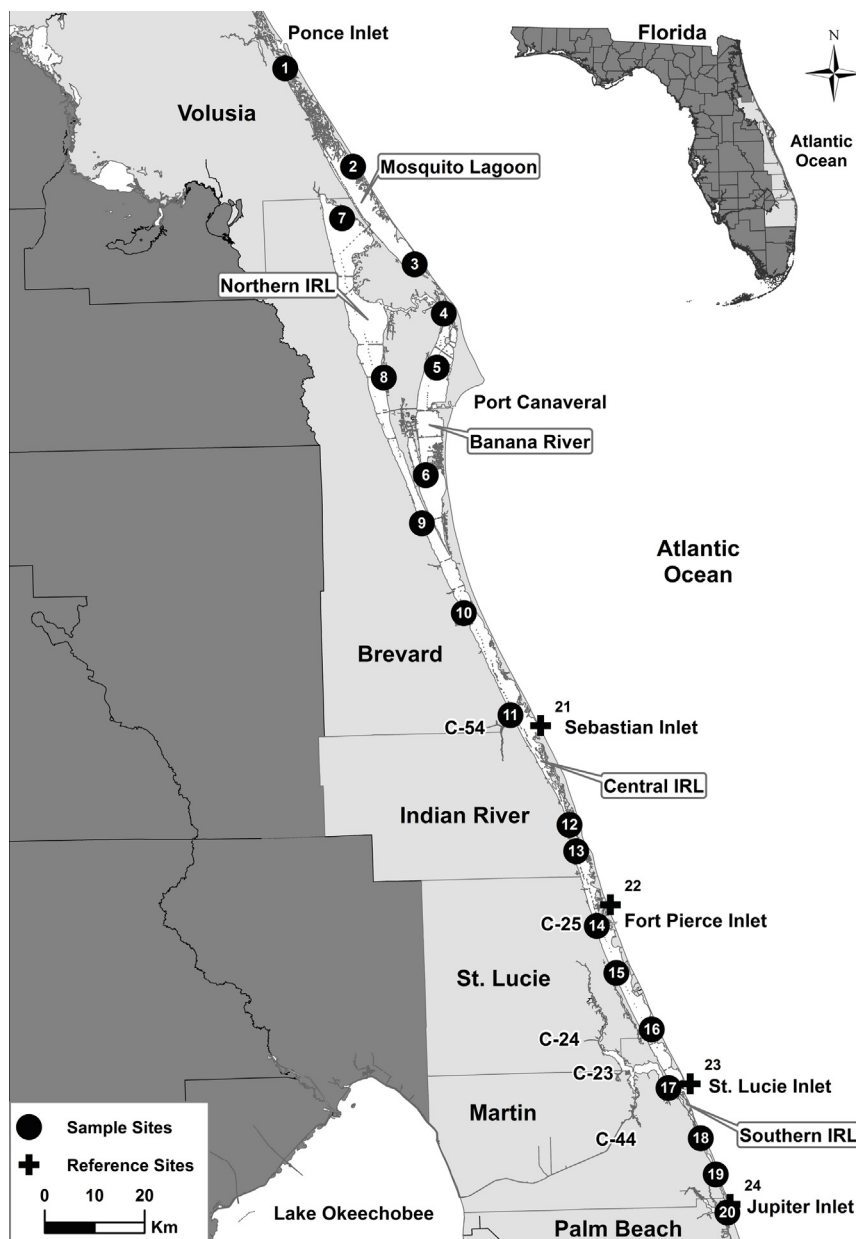 Ponce Inlet
Florida
N
1
Volusia
Atlantic
Ocean
2
Mosquito Lagoon
7
3
Northern IRL
4
5
8
Port Canaveral
Banana River
6
9
Atlantic
Ocean
10
Brevard
21
11
C-54
Sebastian Inlet
Central IRL
Indian River
12
13
22
C-25
14
Fort Pierce Inlet
St. Lucie
15
16
C-24
23
C-23
17
St. Lucie Inlet
Martin
C-44
18
Southern IRL
Sample Sites
Reference Sites
19
24
20
Jupiter Inlet
0 10 20
Km
Lake Okeechobee
Palm Beach